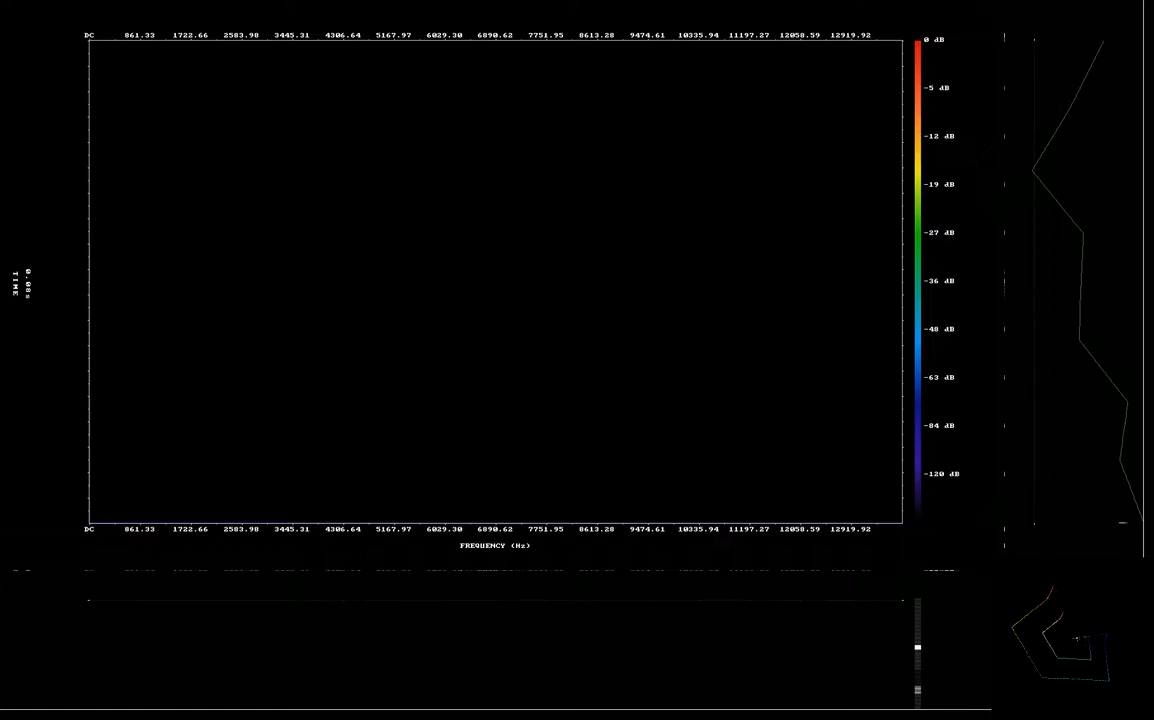 DC 861.33 1722.66 2583.98 3445.31 4306.64 5167.97 6029.30 6890.62 7751.95 8613.28 9474.61 10335.94 11197.27 12058.59 12919.92
0 dB
-5 dB
-12 dB
-19 dB
-27 dB
-36 dB
-48 dB
-63 dB
-84 dB
-120 dB
TIME
0.08s
DC 861.33 1722.66 2583.98 3445.31 4306.64 5167.97 6029.30 6890.62 7751.95 8613.28 9474.61 10335.94 11197.27 12058.59 12919.92
FREQUENCY (Hz)